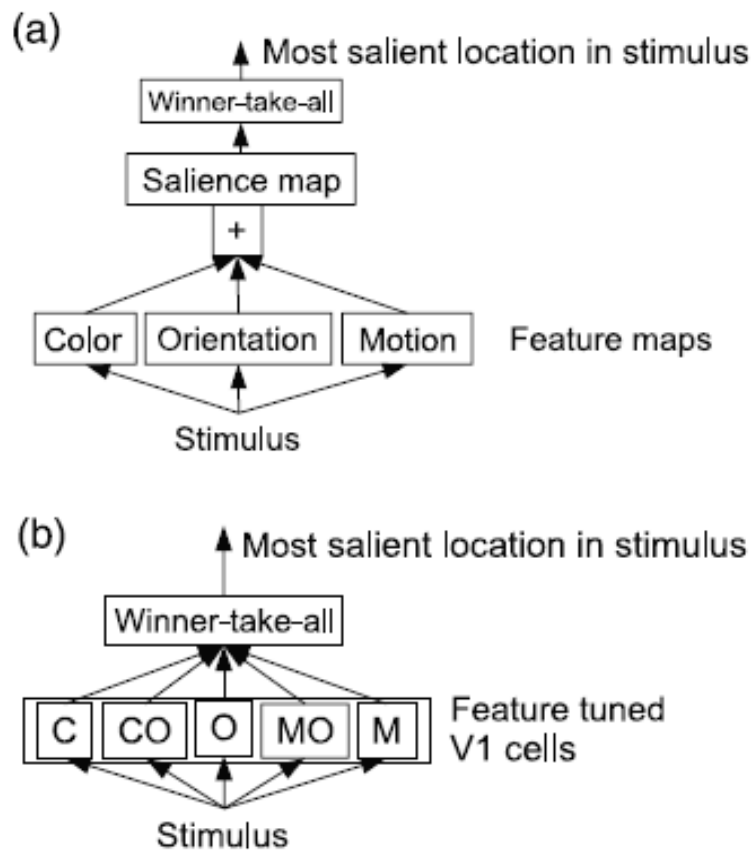 (a)
Most salient location in stimulus
Winner-take-all
Salience map
+
Color Orientation Motion Feature maps
Stimulus
(b)
Most salient location in stimulus
Winner-take-all
C CO O MO M Feature tuned
V1 cells
Stimulus